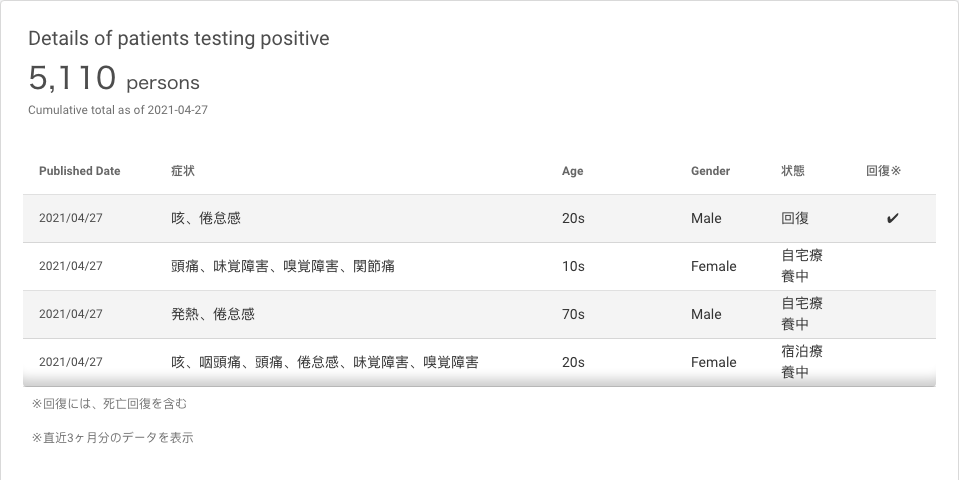 Details of patients testing positive
5,110 persons
Cumulative total as of 2021-04-27
Published Date 症状 Age Gender 状態 回復※
2021/04/27 咳、倦怠感 20s Male 回復 ✔
2021/04/27 頭痛、味覚障害、嗅覚障害、関節痛 10s Female 自宅療
養中
2021/04/27 発熱、倦怠感 70s Male 自宅療
養中
2021/04/27 咳、咽頭痛、頭痛、倦怠感、味覚障害、嗅覚障害 20s Female 宿泊療
養中
※回復には、死亡回復を含む
※直近3ヶ月分のデータを表示